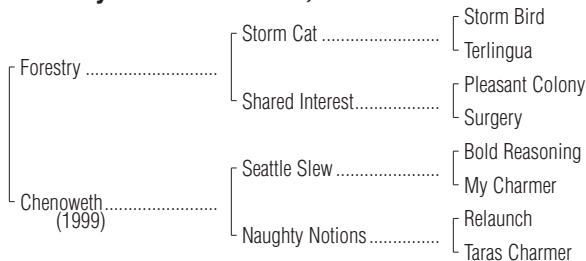 Storm Bird
Storm Cat
Terlingua
Forestry
Pleasant Colony
Shared Interest
Surgery
Bold Reasoning
Seattle Slew
My Charmer
Chenoweth
(1999)
Relaunch
Naughty Notions
Taras Charmer